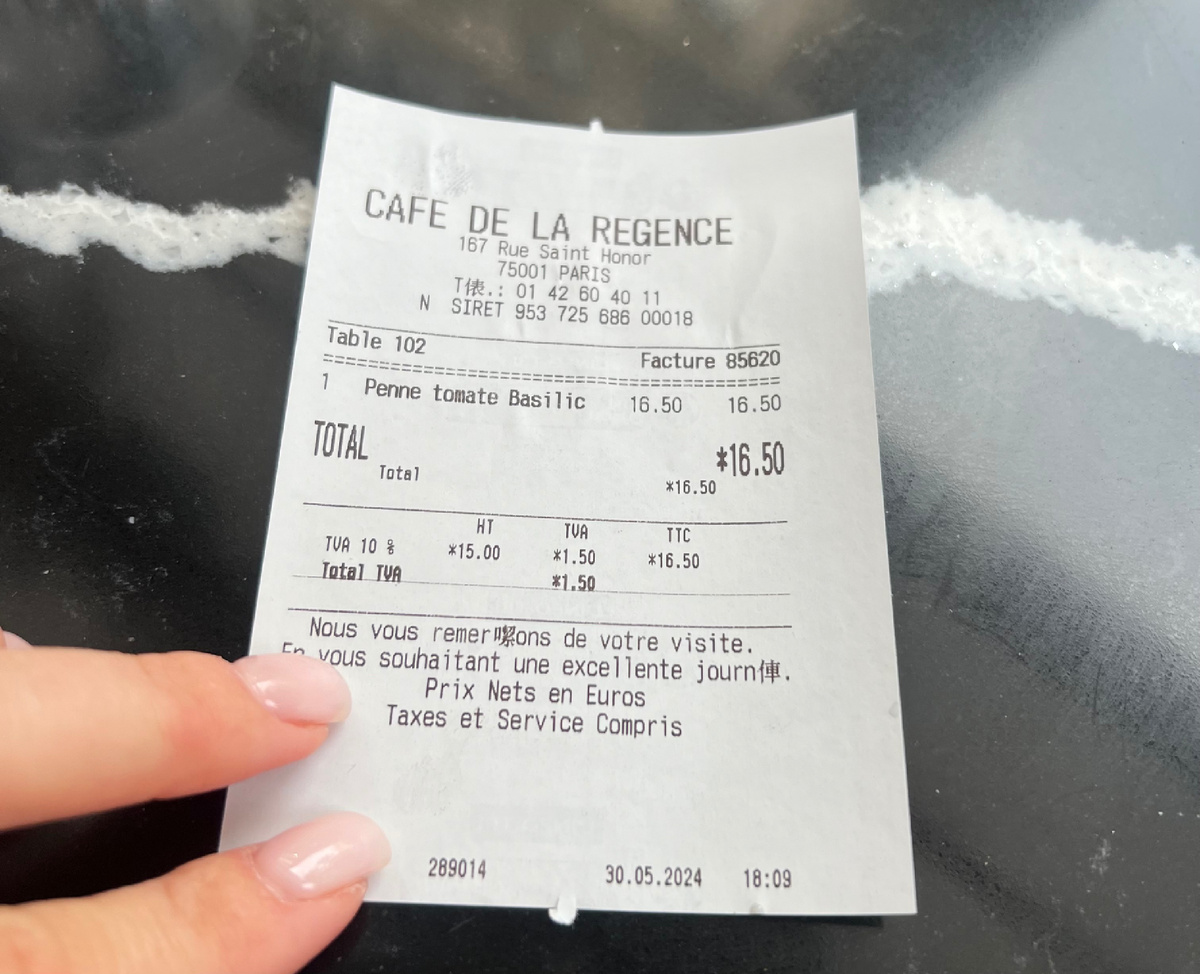 CAFE DE LA REGENCE
167 Rue Saint Honor
75001 PARIS
T俵.: 01 42 60 40 11
N SIRET 953 725 686 00018
Table 102 Facture 85620
1 Penne tomate Basilic 16.50 16.50
TOTAL *16.50
Total *16.50
HT TVA TTC
TVA 10 % *15.00 *1.50 *16.50
Total TVA *1.50
Nous vous remer噄ons de votre visite.
En vous souhaitant une excellente journ俥.
Prix Nets en Euros
Taxes et Service Compris
289014 30.05.2024 18:09